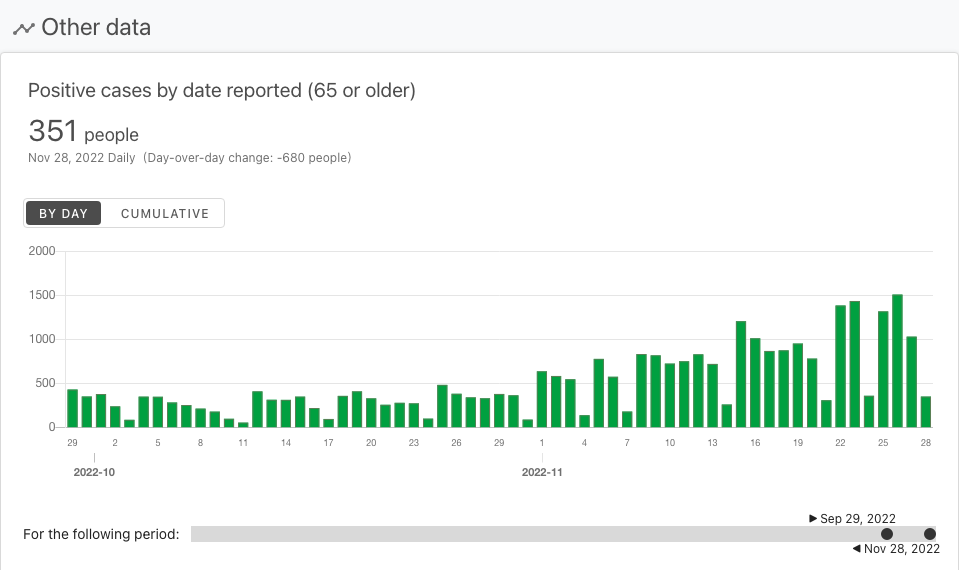 Other data
Positive cases by date reported (65 or older)
351 people
Nov 28, 2022 Daily (Day-over-day change: -680 people)
BY DAY CUMULATIVE
2000
1500
1000
500
0
29 2 5 8 11 14 17 20 23 26 29 1 4 7 10 13 16 19 22 25 28
2022-10 2022-11
Sep 29, 2022
For the following period:
Nov 28, 2022